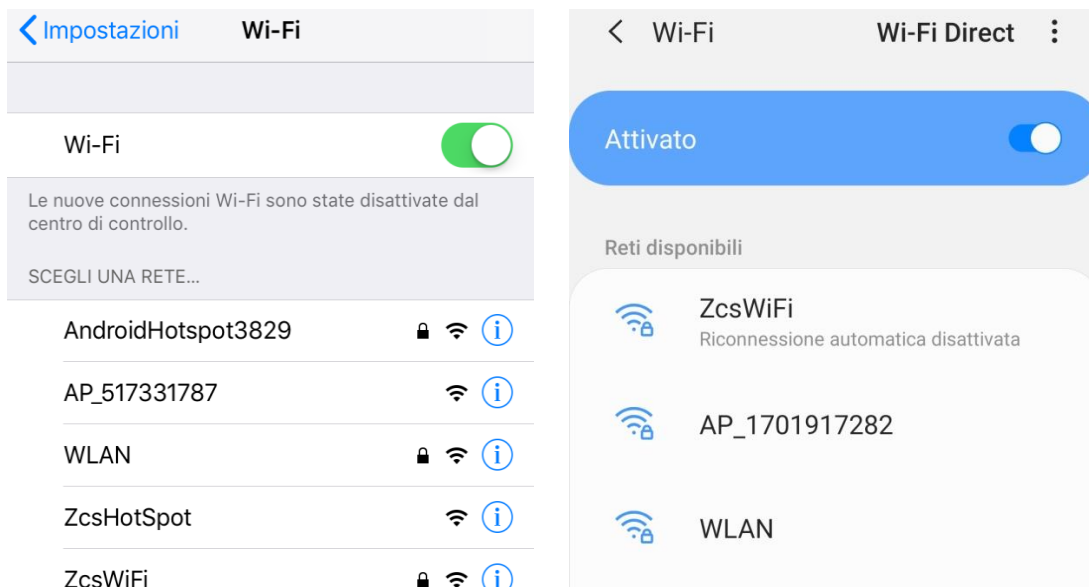 Impostazioni
Wi-Fi
Wi-Fi
Le nuove connessioni Wi-Fi sono state disattivate dal
centro di controllo.
SCEGLI UNA RETE...
AndroidHotspot3829
AP_517331787
WLAN
ZcsHotSpot
ZcsWiFi
Wi-Fi
Wi-Fi Direct
Attivato
Reti disponibili
ZcsWiFi
Riconnessione automatica disattivata
AP_1701917282
WLAN